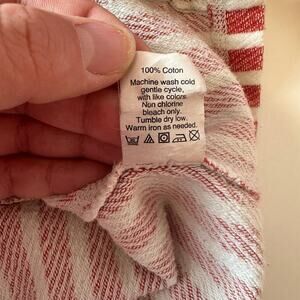 100% Coton
Machine wash cold
gentle cycle,
with like colors.
Non chlorine
bleach only.
Tumble dry low.
Warm iron as needed.